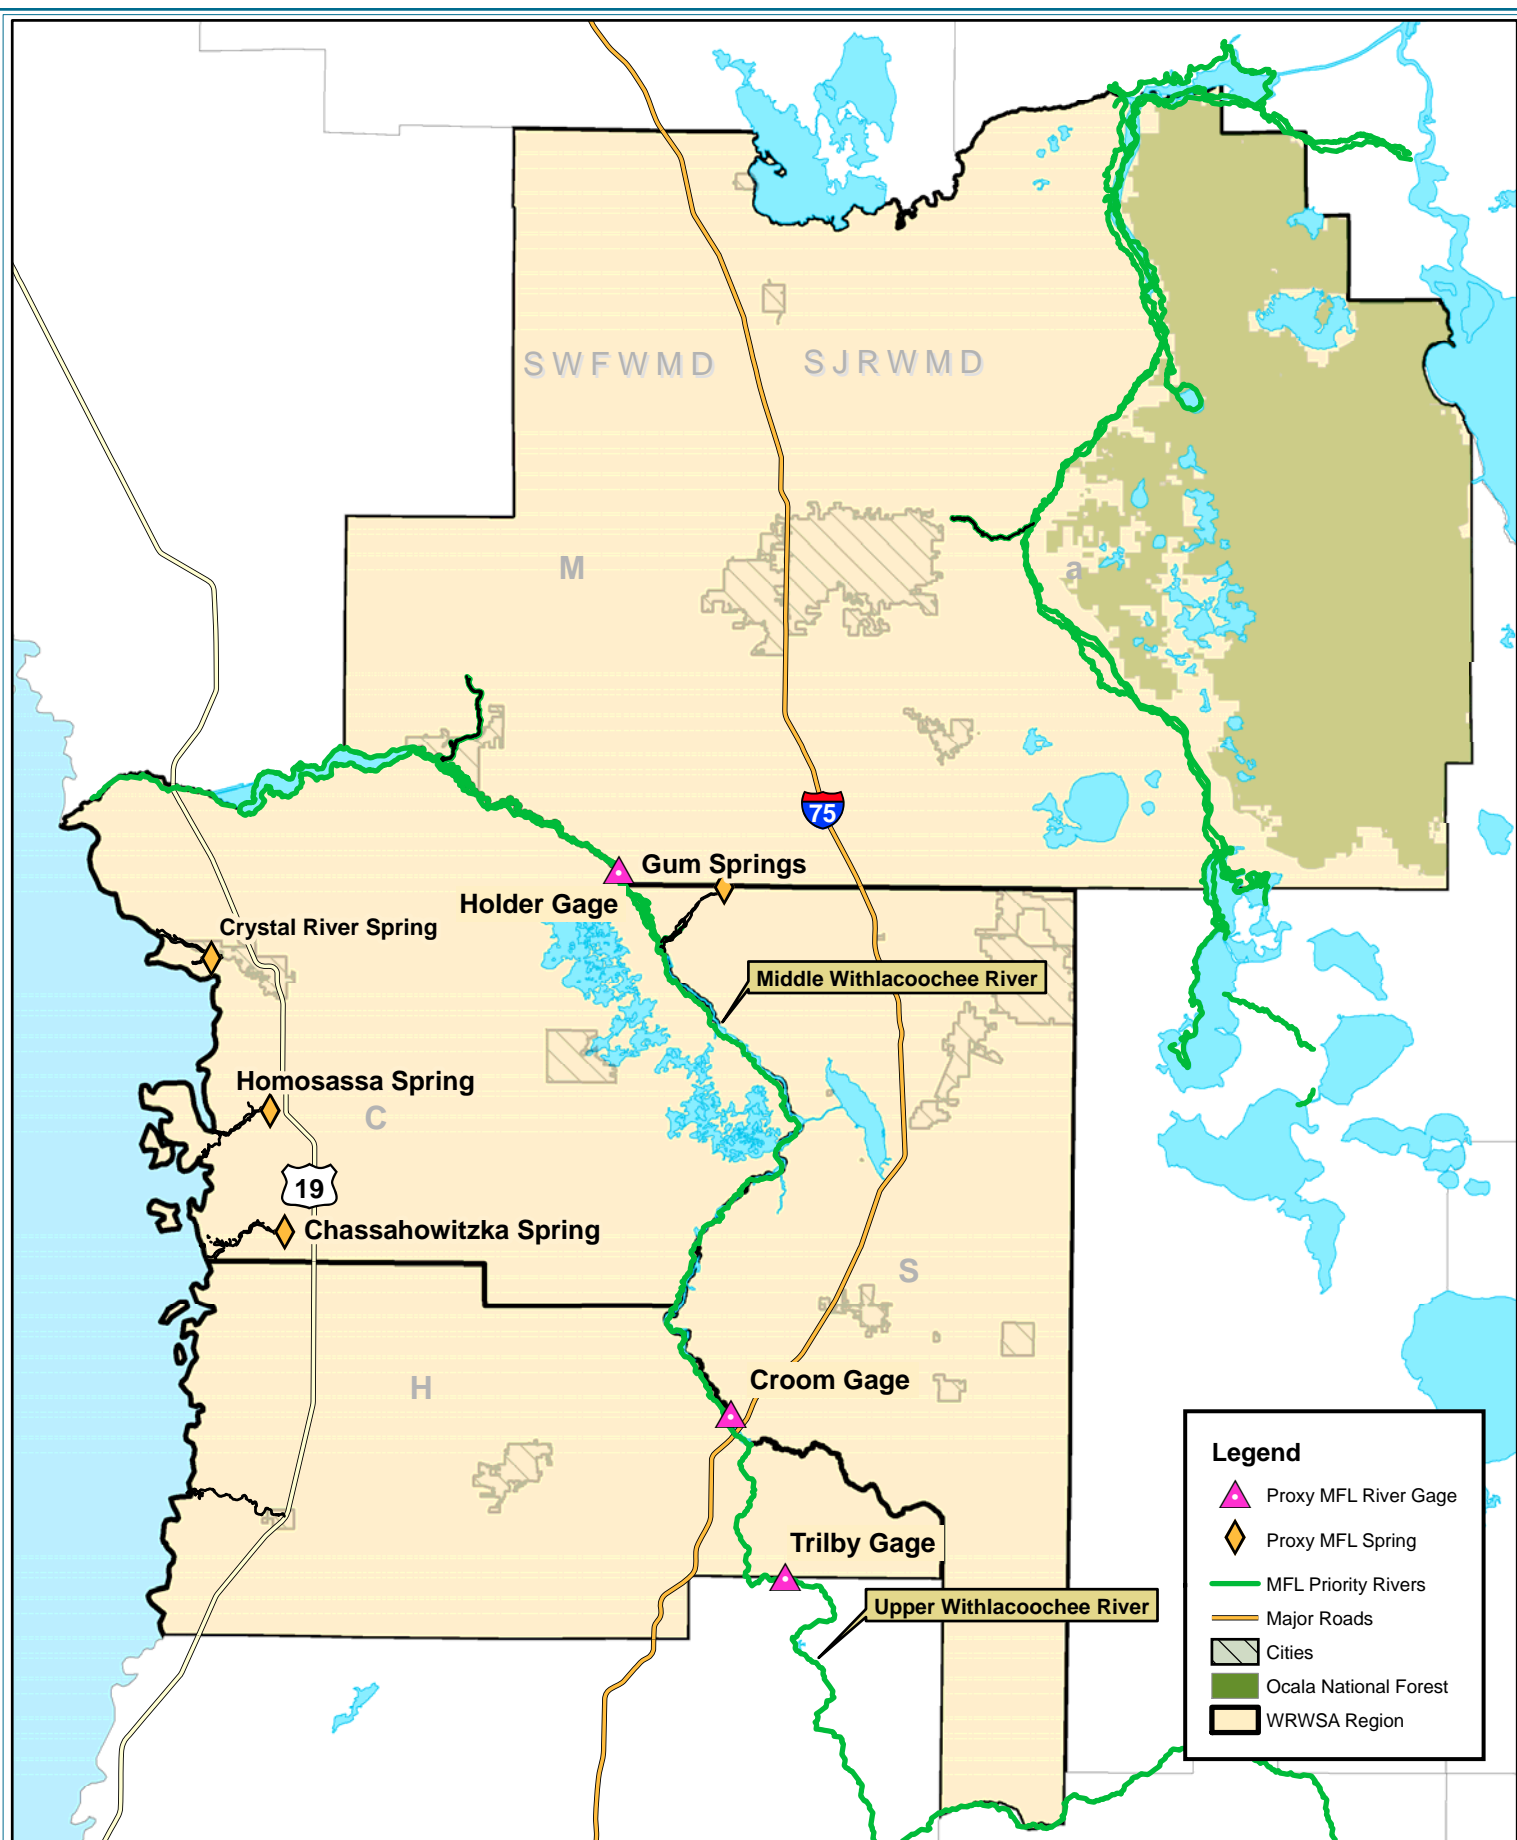 SWFWMD
SJRWMD
M
a
75
Gum Springs
Holder Gage
Crystal River Spring
Middle Withlacoochee River
Homosassa Spring
C
19
Chassahowitzka Spring
S
Croom Gage
H
Trilby Gage
Upper Withlacoochee River
Legend
Proxy MFL River Gage
Proxy MFL Spring
MFL Priority Rivers
Major Roads
Cities
Ocala National Forest
WRWSA Region